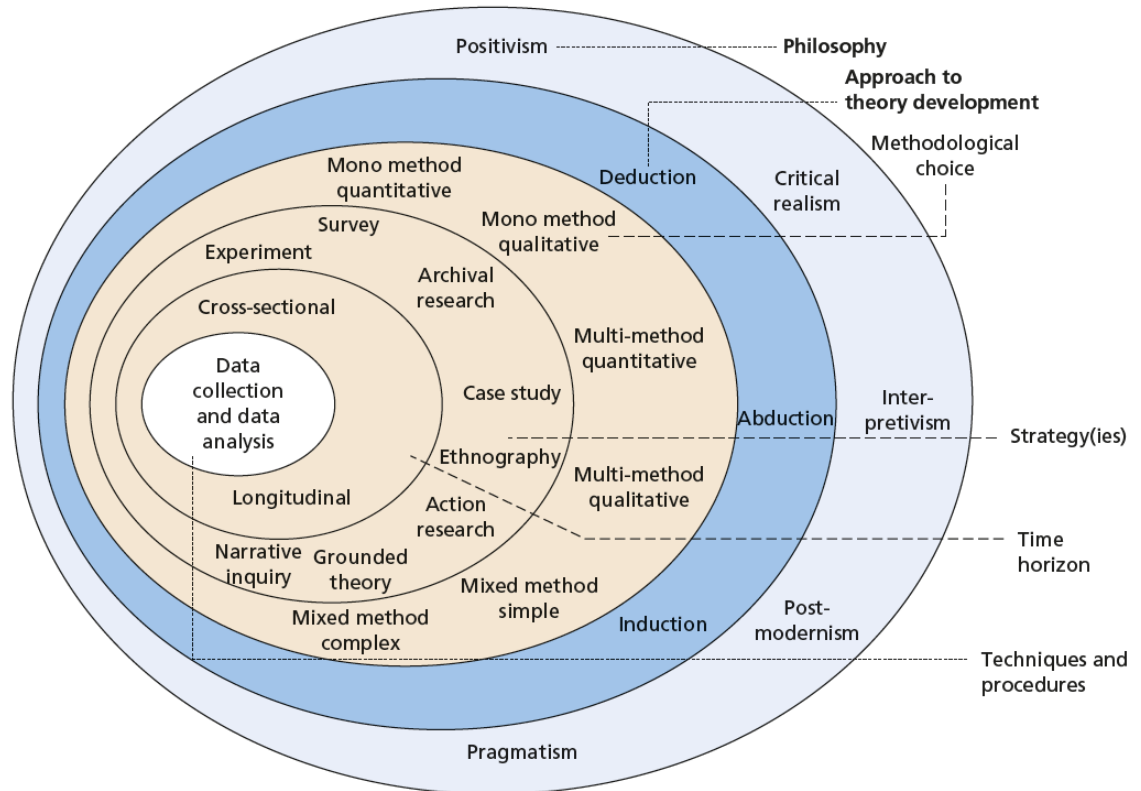 Positivism
Philosophy
Approach to
theory development
Methodological
choice
Mono method
quantitative
Deduction
Critical
realism
Survey
Mono method
qualitative
Experiment
Archival
research
Cross-sectional
Multi-method
quantitative
Data
collection
and data
analysis
Case study
Abduction
Inter-
pretivism
Strategy(ies)
Ethnography
Multi-method
qualitative
Longitudinal
Action
research
Time
horizon
Narrative
inquiry
Grounded
theory
Mixed method
simple
Mixed method
complex
Induction
Post-
modernism
Techniques and
procedures
Pragmatism